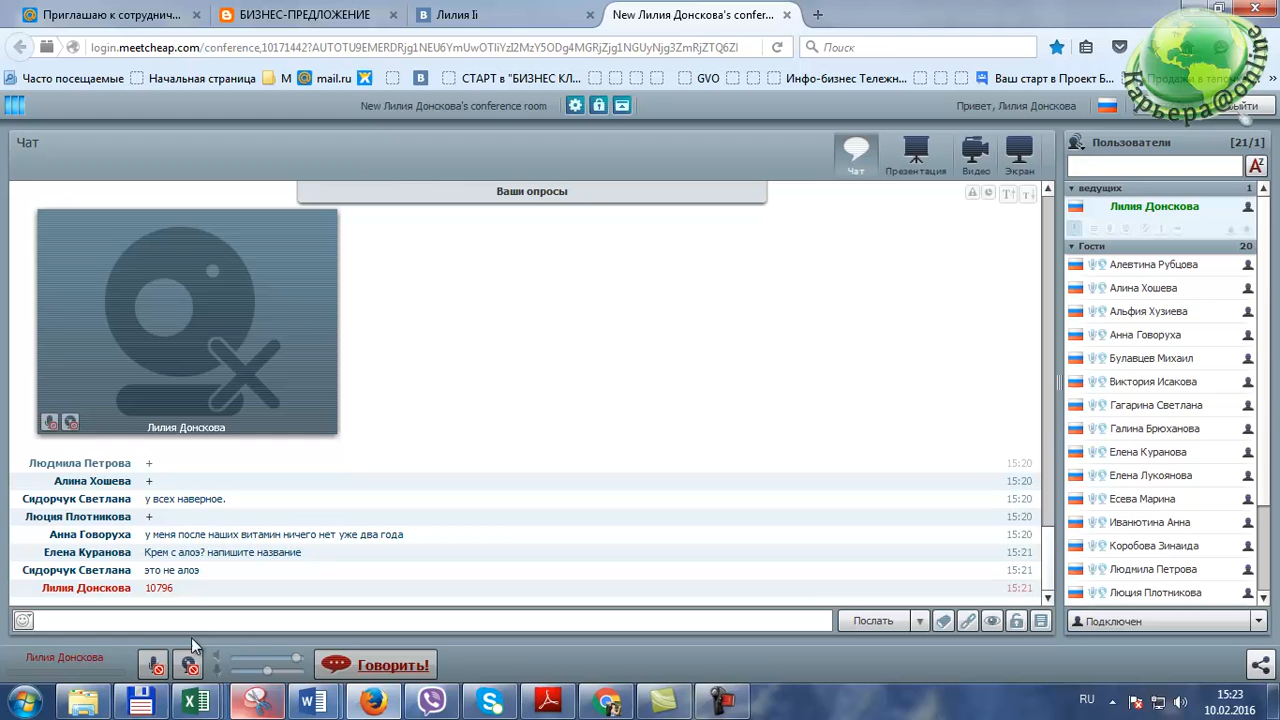 Приглашаю к сотруднич...
БИЗНЕС-ПРЕДЛОЖЕНИЕ
Лилия Ii
New Лилия Донскова's confer...
Поиск
Часто посещаемые
Начальная страница
М
mail.ru
СТАРТ в "БИЗНЕС КЛ...
GVO
Инфо-бизнес Тележн...
Ваш старт в Проект Б...
Продажи в тапочк...
Карьера@online
New Лилия Донскова's conference room
Привет, Лилия Донскова
Чат
Чат
Презентация
Видео
Экран
Ваши опросы
Лилия Донскова
Людмила Петрова + 15:20
Алина Хошева + 15:20
Сидорчук Светлана у всех наверное. 15:20
Люция Плотникова + 15:20
Анна Говоруха у меня после наших витамин ничего нет уже два года 15:20
Елена Куранова Крем с алоэ? напишите название 15:21
Сидорчук Светлана это не алоэ 15:21
Лилия Донскова 10796 15:21
Послать
Лилия Донскова
Говорить!
Пользователи [21/1]
ведущих 1
Лилия Донскова
Гости 20
Алевтина Рубцова
Алина Хошева
Альфия Хузиева
Анна Говоруха
Булавцев Михаил
Виктория Исакова
Гагарина Светлана
Галина Брюханова
Елена Куранова
Елена Лукоянова
Есева Марина
Иванютина Анна
Коробова Зинаида
Людмила Петрова
Люция Плотникова
Подключен
RU
15:23
10.02.2016